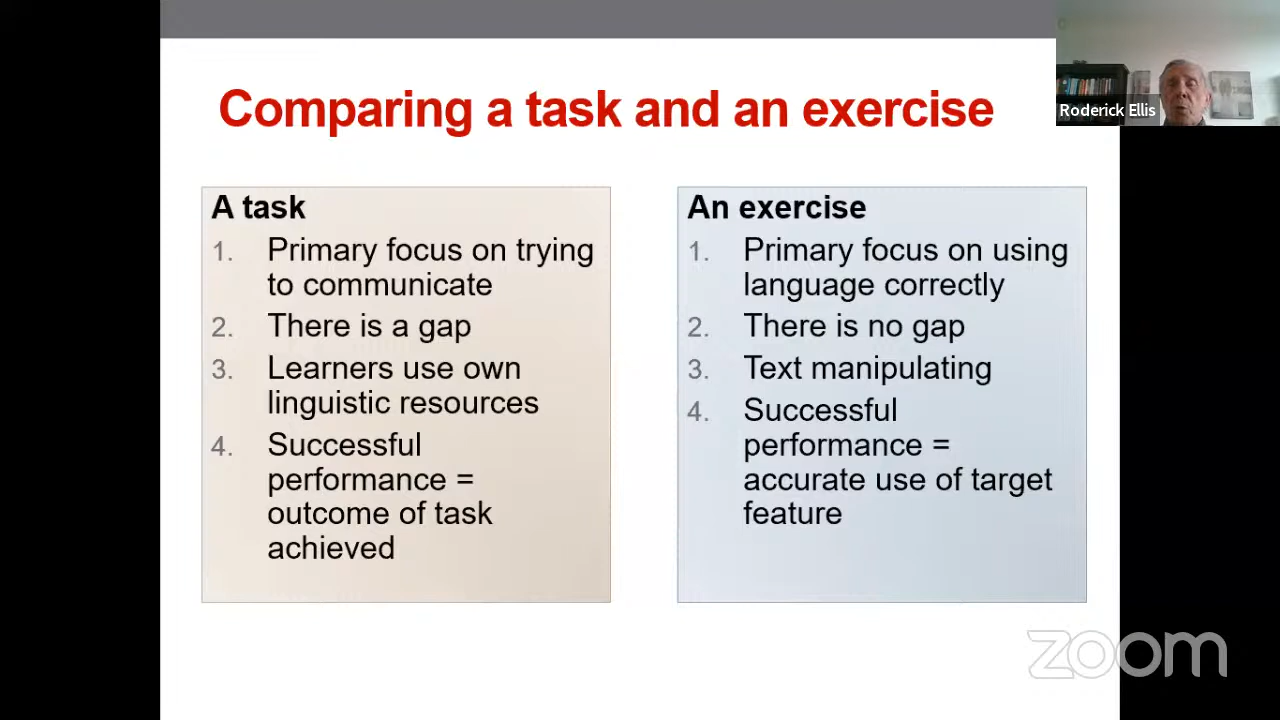 Comparing a task and an exercise
Roderick Ellis
A task
1. Primary focus on trying
to communicate
2. There is a gap
3. Learners use own
linguistic resources
4. Successful
performance =
outcome of task
achieved
An exercise
1. Primary focus on using
language correctly
2. There is no gap
3. Text manipulating
4. Successful
performance =
accurate use of target
feature
zoom